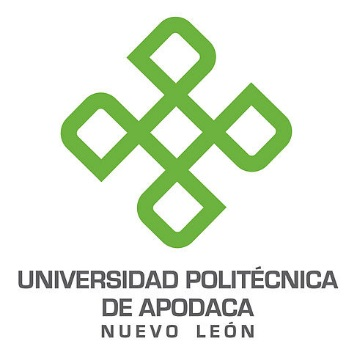 UNIVERSIDAD POLITÉCNICA
DE APODACA
NUEVO LEÓN